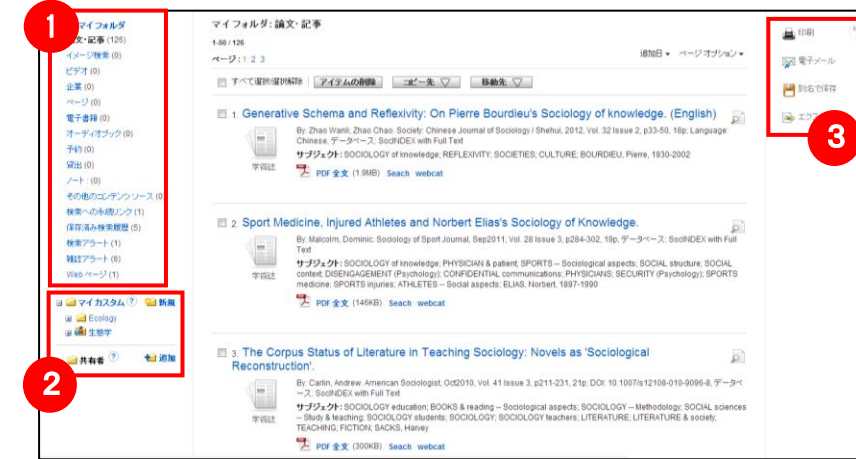 1
マイフォルダ
文・記事 (126)
イメージ検索 (0)
ビデオ (0)
企業 (0)
ページ (0)
電子書籍 (0)
オーディオブック (0)
予約 (0)
貸出 (0)
ノート: (0)
その他のコンテンツ ソース (0
検索への永続リンク (1)
保存済み検索履歴 (5)
検索アラート (1)
雑誌アラート (6)
Web ページ (1)
マイ カスタム ? 新規
Ecology
生態学
共有者 ? 追加
2
マイ フォルダ: 論文・記事
1-50 / 126
ページ: 1 2 3
追加日 ページ オプション
すべて選択/選択解除 アイテムの削除 コピー先 ▽ 移動先 ▽
1. Generative Schema and Reflexivity: On Pierre Bourdieu's Sociology of knowledge. (English)
By: Zhao Wanli; Zhao Chao. Society: Chinese Journal of Sociology / Shehui, 2012, Vol. 32 Issue 2, p33-50, 18p; Language:
Chinese, データベース: SocINDEX with Full Text
サブジェクト: SOCIOLOGY of knowledge; REFLEXIVITY; SOCIETIES; CULTURE; BOURDIEU, Pierre, 1930-2002
学術誌
PDF 全文 (1.9MB) Seach webcat
2. Sport Medicine, Injured Athletes and Norbert Elias's Sociology of Knowledge.
By: Malcolm, Dominic. Sociology of Sport Journal, Sep2011, Vol. 28 Issue 3, p284-302, 19p, データベース: SocINDEX with Full
Text
サブジェクト: SOCIOLOGY of knowledge; PHYSICIAN & patient; SPORTS -- Sociological aspects; SOCIAL structure; SOCIAL
context; DISENGAGEMENT (Psychology); CONFIDENTIAL communications; PHYSICIANS; SECURITY (Psychology); SPORTS
medicine; SPORTS injuries; ATHLETES -- Social aspects; ELIAS, Norbert, 1897-1990
学術誌
PDF 全文 (146KB) Seach webcat
3. The Corpus Status of Literature in Teaching Sociology: Novels as 'Sociological
Reconstruction'.
By: Carlin, Andrew. American Sociologist, Oct2010, Vol. 41 Issue 3, p211-231, 21p; DOI: 10.1007/s12108-010-9096-8, データベ
ース: SocINDEX with Full Text
サブジェクト: SOCIOLOGY education; BOOKS & reading -- Sociological aspects; SOCIOLOGY -- Methodology; SOCIAL sciences
-- Study & teaching; SOCIOLOGY students; SOCIOLOGY; SOCIOLOGY teachers; LITERATURE; LITERATURE & society;
TEACHING; FICTION; SACKS, Harvey
学術誌
PDF 全文 (300KB) Seach webcat
印刷
電子メール
別名で保存
エクス
3